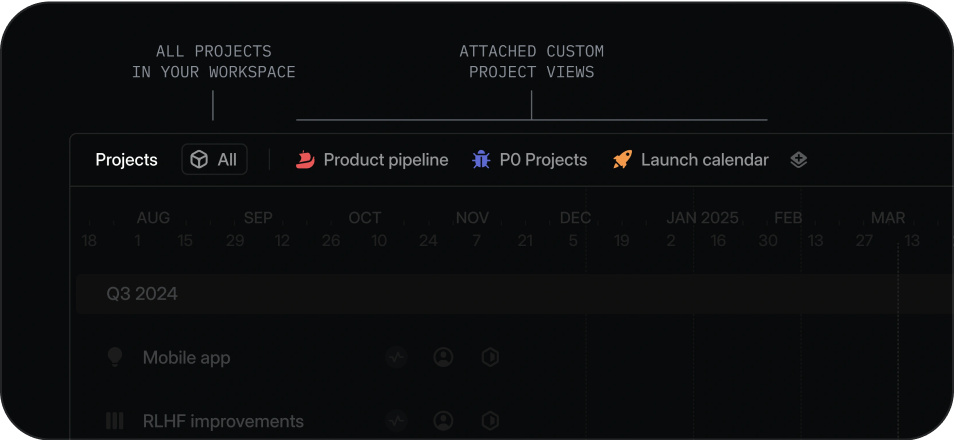 ALL PROJECTS
IN YOUR WORKSPACE
ATTACHED CUSTOM
PROJECT VIEWS
Projects All Product pipeline P0 Projects Launch calendar
AUG SEP OCT NOV DEC JAN 2025 FEB MAR
18 1 15 29 12 26 10 24 7 21 5 19 2 16 30 13 27 13
Q3 2024
Mobile app
RLHF improvements